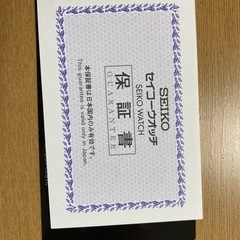 SEIKO
セイコーウオッチ
SEIKO WATCH
保証書
GUARANTEE
本保証書は日本国内のみ有効です。
This guarantee is valid only in Japan.